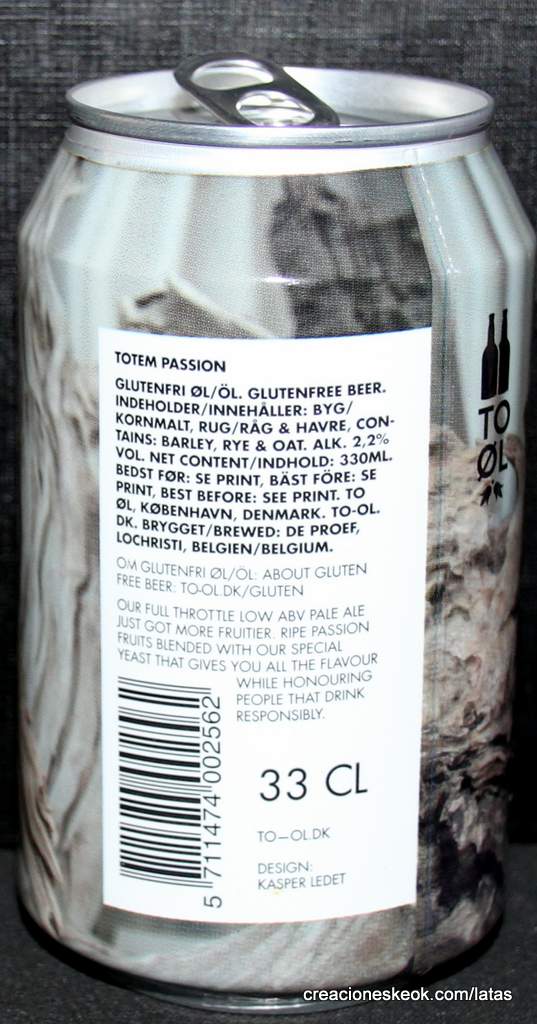 TOTEM PASSION
GLUTENFRI ØL/ÖL. GLUTENFREE BEER.
INDEHOLDER/INNEHÅLLER: BYG/
KORNMALT, RUG/RÅG & HAVRE, CON-
TAINS: BARLEY, RYE & OAT. ALK. 2,2%
VOL. NET CONTENT/INDHOLD: 330ML.
BEDST FØR: SE PRINT, BÄST FÖRE: SE
PRINT, BEST BEFORE: SEE PRINT. TO
ØL, KØBENHAVN, DENMARK. TO-OL.
DK. BRYGGET/BREWED: DE PROEF,
LOCHRISTI, BELGIEN/BELGIUM.
OM GLUTENFRI ØL/ÖL: ABOUT GLUTEN
FREE BEER: TO-OL.DK/GLUTEN
OUR FULL THROTTLE LOW ABV PALE ALE
JUST GOT MORE FRUITIER. RIPE PASSION
FRUITS BLENDED WITH OUR SPECIAL
YEAST THAT GIVES YOU ALL THE FLAVOUR
WHILE HONOURING
PEOPLE THAT DRINK
RESPONSIBLY.
5 711474 002562
33 CL
TO—OL.DK
DESIGN:
KASPER LEDET
TO
ØL
creacioneskeok.com/latas